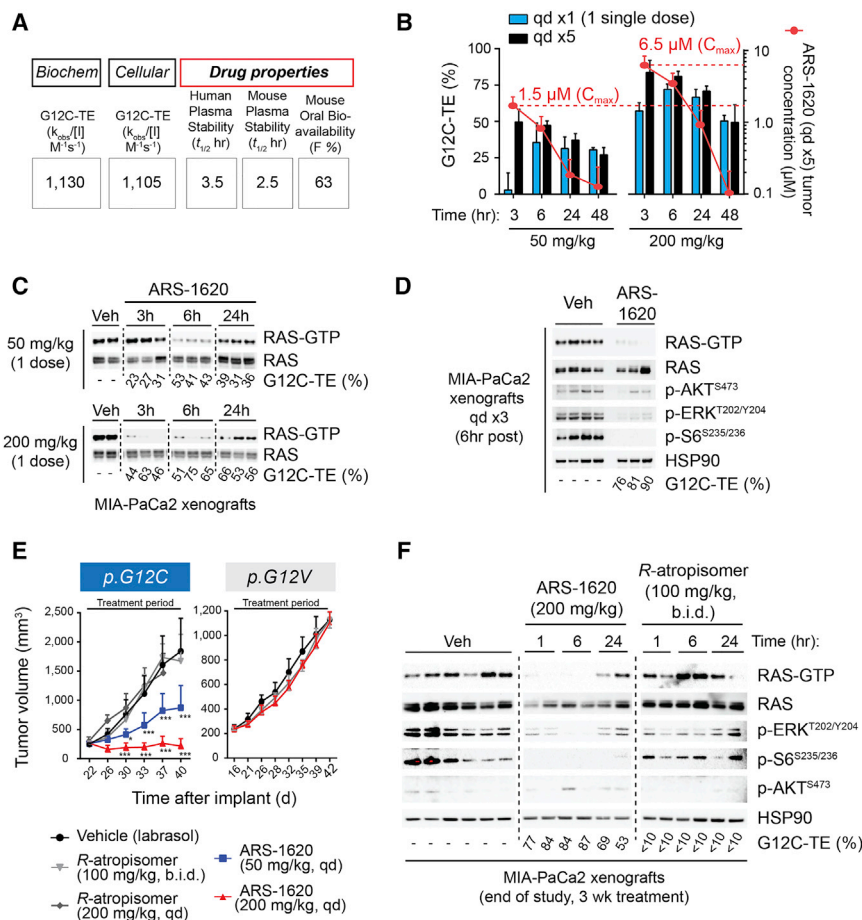 A
Biochem Cellular Drug properties
G12C-TE (kobs/[I] M-1s-1)
G12C-TE (kobs/[I] M-1s-1)
Human Plasma Stability (t1/2 hr)
Mouse Plasma Stability (t1/2 hr)
Mouse Oral Bio-availability (F %)
1,130 1,105 3.5 2.5 63
B
qd x1 (1 single dose)
qd x5
G12C-TE (%)
100
75
50
25
0
1.5 µM (Cmax)
6.5 µM (Cmax)
10
1.0
0.1
ARS-1620 (qd x5) tumor concentration (µM)
Time (hr): 3 6 24 48 3 6 24 48
50 mg/kg 200 mg/kg
C
ARS-1620
Veh 3h 6h 24h
50 mg/kg (1 dose)
RAS-GTP
RAS
- - 23 27 31 53 41 43 39 31 36 G12C-TE (%)
Veh 3h 6h 24h
200 mg/kg (1 dose)
RAS-GTP
RAS
- - 44 63 46 51 75 65 66 53 56 G12C-TE (%)
MIA-PaCa2 xenografts
D
Veh ARS-1620
MIA-PaCa2 xenografts qd x3 (6hr post)
RAS-GTP
RAS
p-AKTS473
p-ERKT202/Y204
p-S6S235/236
HSP90
- - - - 76 81 90 G12C-TE (%)
E
p.G12C p.G12V
Treatment period
Treatment period
Tumor volume (mm3)
2,500
2,000
1,500
1,000
500
0
1,200
1,000
800
600
400
200
0
* *** *** ***
*** *** *** ***
22 26 30 33 37 40
16 21 26 28 32 35 39 42
Time after implant (d)
Vehicle (labrasol)
R-atropisomer (100 mg/kg, b.i.d.)
R-atropisomer (200 mg/kg, qd)
ARS-1620 (50 mg/kg, qd)
ARS-1620 (200 mg/kg, qd)
F
Veh
ARS-1620 (200 mg/kg)
R-atropisomer (100 mg/kg, b.i.d.)
1 6 24 1 6 24 Time (hr):
RAS-GTP
RAS
p-ERKT202/Y204
p-S6S235/236
p-AKTS473
HSP90
- - - - - - 77 84 84 87 69 53 <10 <10 <10 <10 <10 <10 G12C-TE (%)
MIA-PaCa2 xenografts
(end of study, 3 wk treatment)